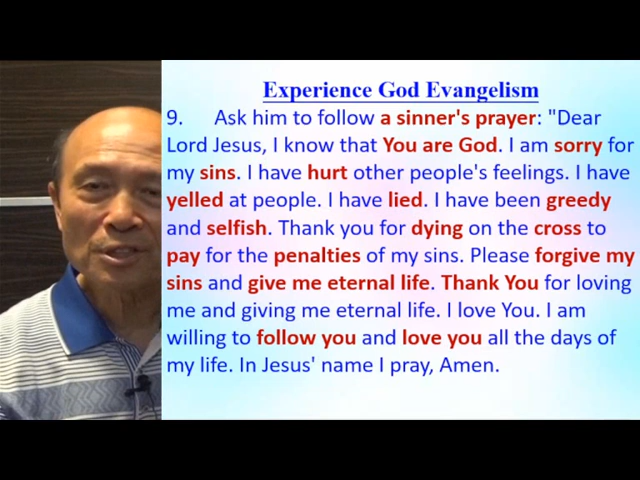 Experience God Evangelism
9. Ask him to follow a sinner's prayer: "Dear
Lord Jesus, I know that You are God. I am sorry for
my sins. I have hurt other people's feelings. I have
yelled at people. I have lied. I have been greedy
and selfish. Thank you for dying on the cross to
pay for the penalties of my sins. Please forgive my
sins and give me eternal life. Thank You for loving
me and giving me eternal life. I love You. I am
willing to follow you and love you all the days of
my life. In Jesus' name I pray, Amen.